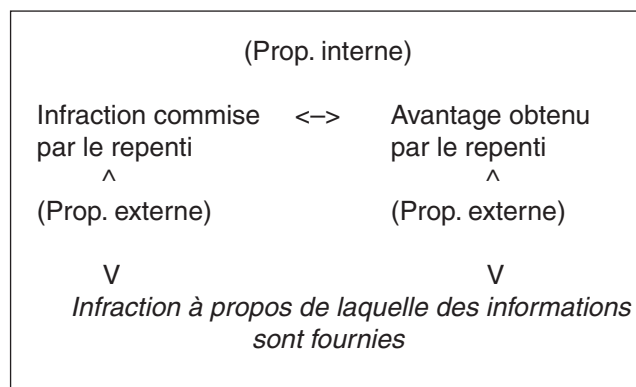 (Prop. interne)
Infraction commise <–> Avantage obtenu
par le repenti par le repenti
^ ^
(Prop. externe) (Prop. externe)
V V
Infraction à propos de laquelle des informations
sont fournies